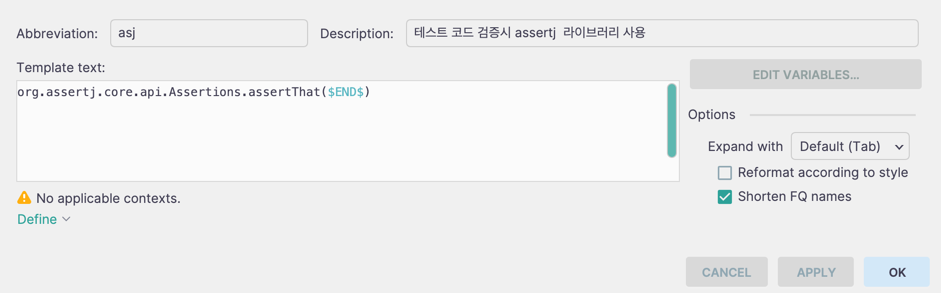 Abbreviation: asj Description: 테스트 코드 검증시 assertj 라이브러리 사용
Template text:
EDIT VARIABLES...
org.assertj.core.api.Assertions.assertThat($END$)
Options
Expand with Default (Tab)
Reformat according to style
Shorten FQ names
No applicable contexts.
Define
CANCEL APPLY OK